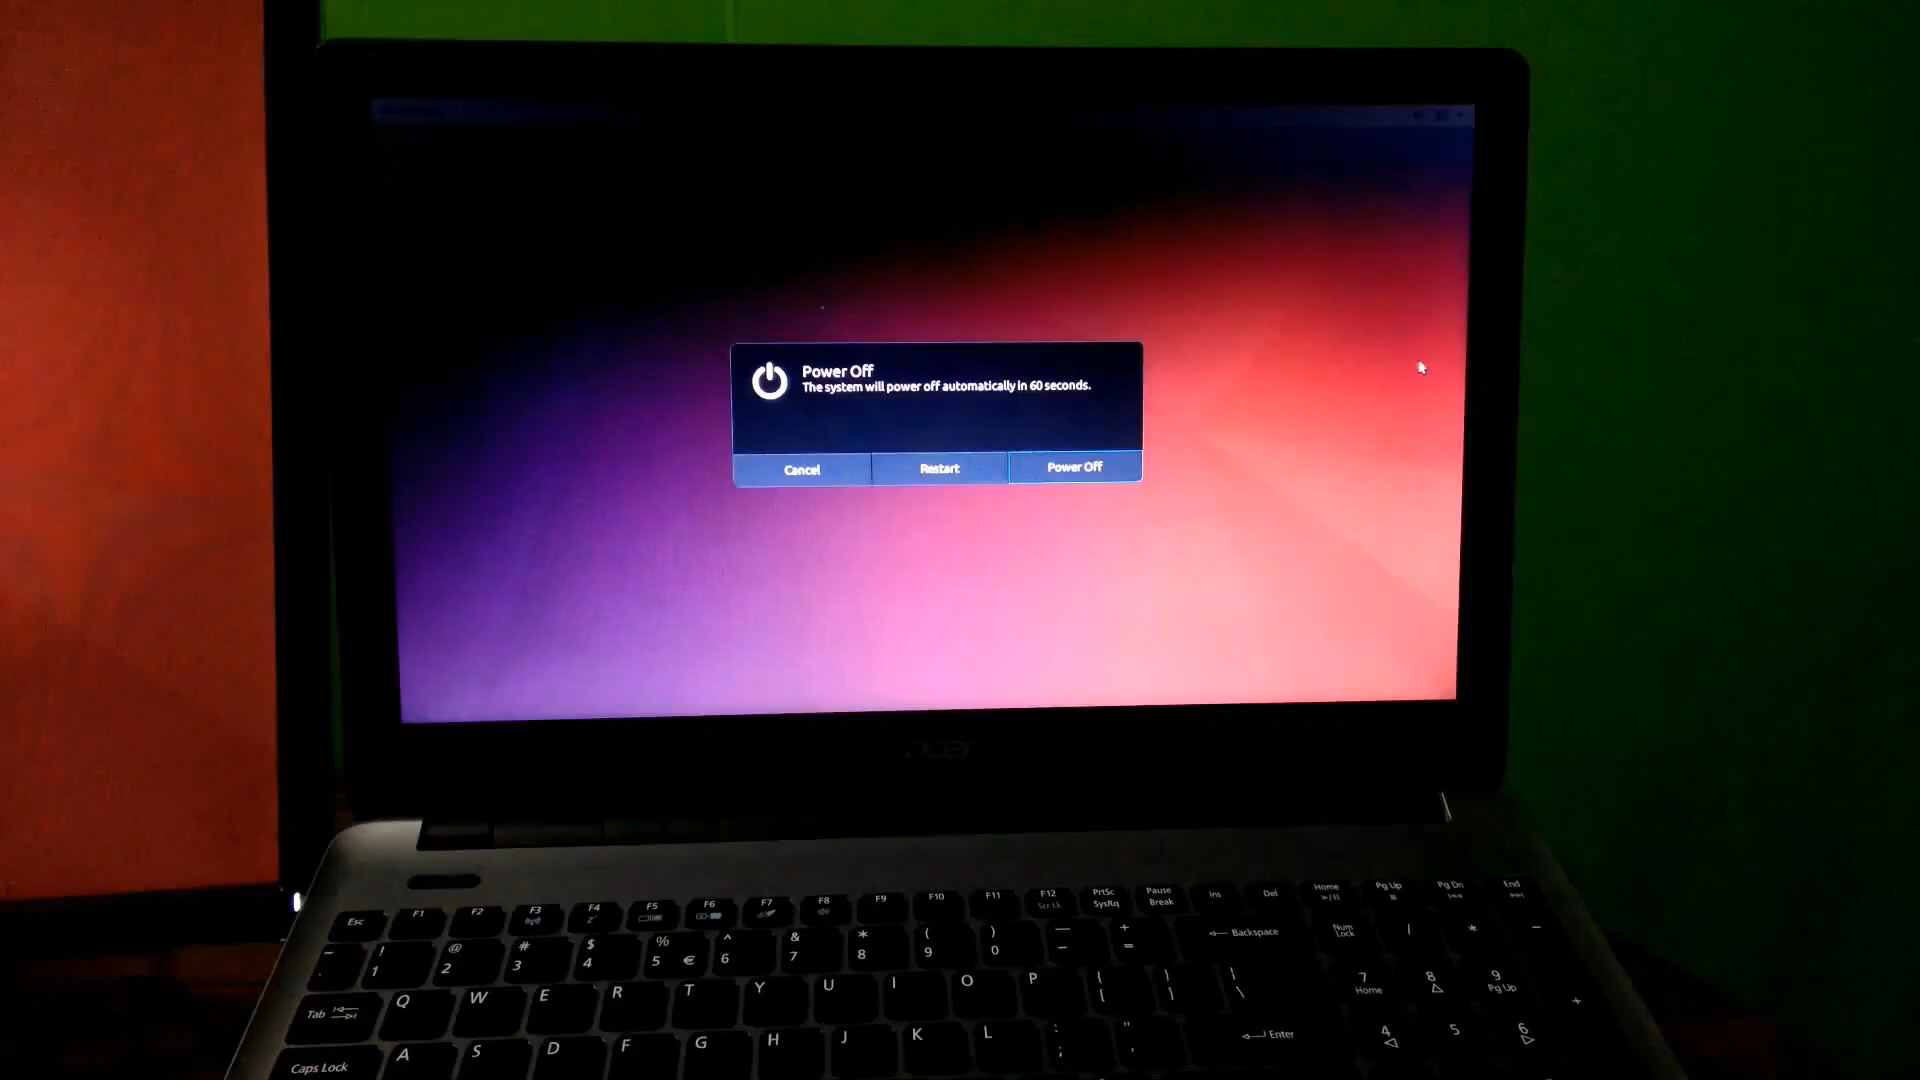 Power Off
The system will power off automatically in 60 seconds.
Cancel Restart Power Off
acer
Esc F1 F2 F3 F4 F5 F6 F7 F8 F9 F10 F11 F12 PrtSc Pause Ins Del Home Pg Up Pg Dn End
Scr Lk SysRq Break
~ ! @ # $ % ^ & * ( ) — + Backspace Num Lock / * -
1 2 3 4 5 € 6 7 8 9 0 - =
Tab Q W E R T Y U I O P { } | 7 8 9 +
[ ] \ Home Pg Up
Caps Lock A S D F G H J K L : " Enter 4 5 6
; '